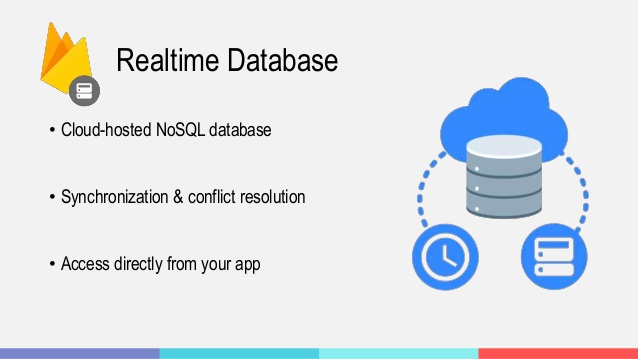 Realtime Database
• Cloud-hosted NoSQL database
• Synchronization & conflict resolution
• Access directly from your app